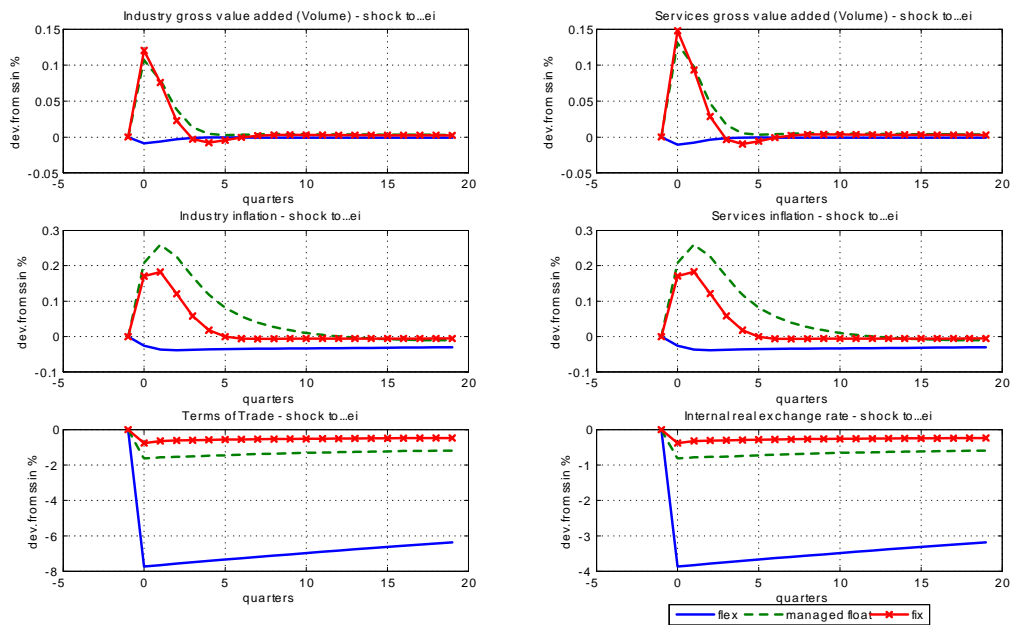 Industry gross value added (Volume) - shock to...ei
Services gross value added (Volume) - shock to...ei
0.15
0.1
0.05
0
-0.05
dev.from ss in %
-5 0 5 10 15 20
quarters
0.15
0.1
0.05
0
-0.05
dev.from ss in %
-5 0 5 10 15 20
quarters
Industry inflation - shock to...ei
Services inflation - shock to...ei
0.3
0.2
0.1
0
-0.1
dev.from ss in %
-5 0 5 10 15 20
quarters
0.3
0.2
0.1
0
-0.1
dev.from ss in %
-5 0 5 10 15 20
quarters
Terms of Trade - shock to...ei
Internal real exchange rate - shock to...ei
0
-2
-4
-6
-8
dev.from ss in %
-5 0 5 10 15 20
quarters
0
-1
-2
-3
-4
dev.from ss in %
-5 0 5 10 15 20
quarters
flex managed float fix